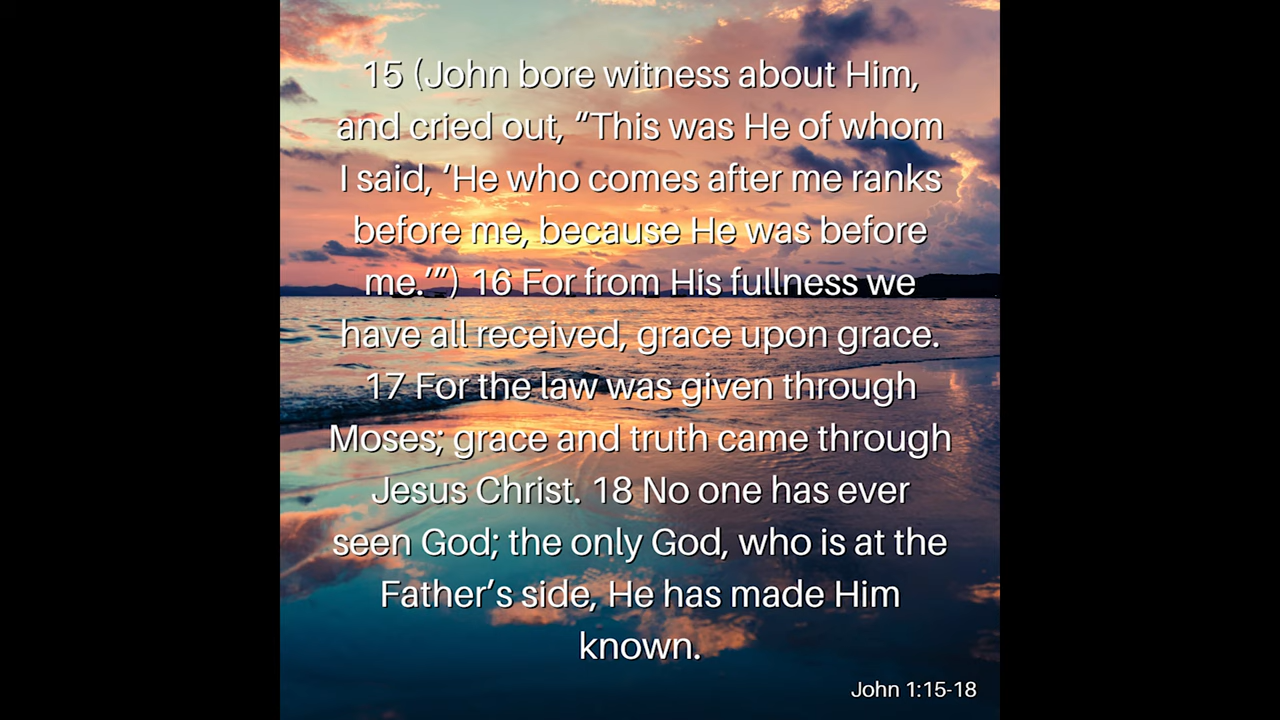 15 (John bore witness about Him,
and cried out, “This was He of whom
I said, ‘He who comes after me ranks
before me, because He was before
me.’”) 16 For from His fullness we
have all received, grace upon grace.
17 For the law was given through
Moses; grace and truth came through
Jesus Christ. 18 No one has ever
seen God; the only God, who is at the
Father’s side, He has made Him
known.
John 1:15-18